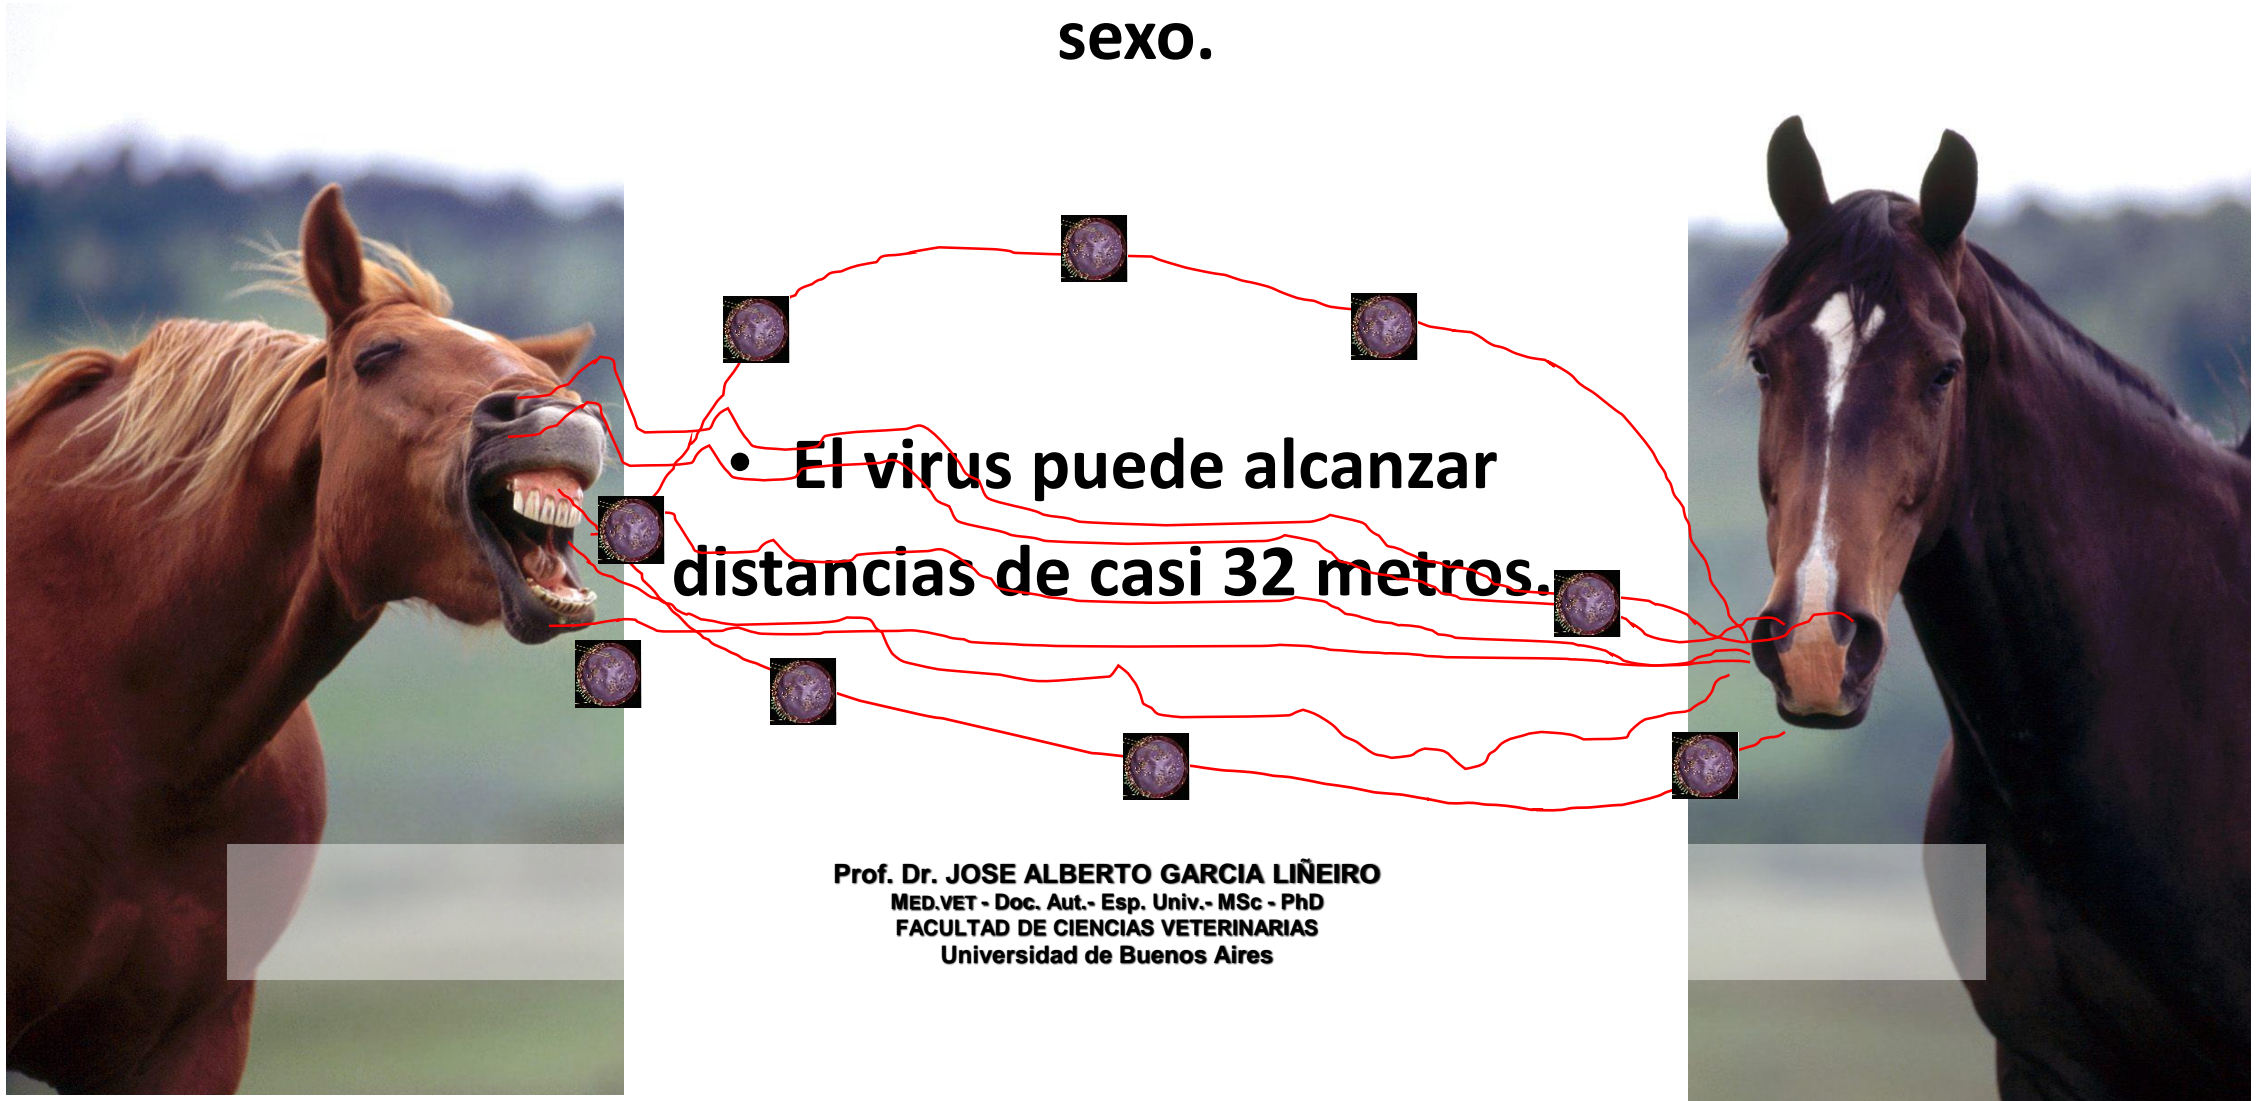 sexo.
• El virus puede alcanzar
distancias de casi 32 metros.
Prof. Dr. JOSE ALBERTO GARCIA LIÑEIRO
MED.VET - Doc. Aut.- Esp. Univ.- MSc - PhD
FACULTAD DE CIENCIAS VETERINARIAS
Universidad de Buenos Aires